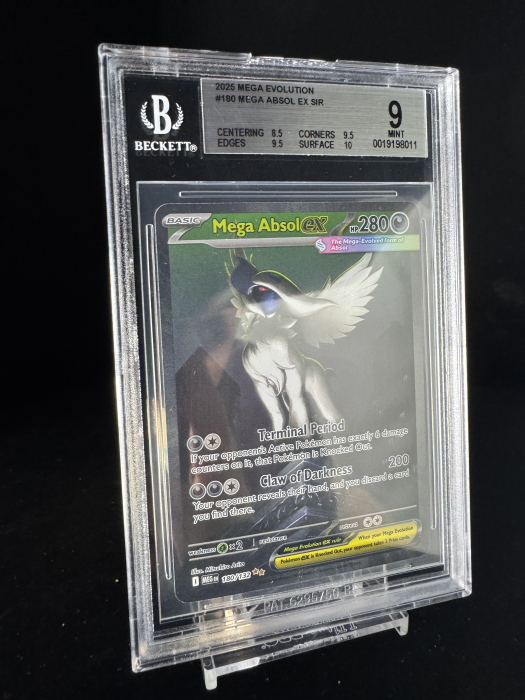 2025 MEGA EVOLUTION
#180 MEGA ABSOL EX SIR
CENTERING 8.5 CORNERS 9.5
EDGES 9.5 SURFACE 10
9
MINT
0019198011
B
BECKETT®
BASIC
Mega Absol ex
HP 280
The Mega-Evolved form of
Absol
Terminal Period
If your opponent's Active Pokémon has exactly 6 damage
counters on it, that Pokémon is Knocked Out.
Claw of Darkness 200
Your opponent reveals their hand, and you discard a card
you find there.
weakness ×2 resistance
retreat
Mega Evolution ex rule
When your Mega Evolution
Pokémon ex is Knocked Out, your opponent takes 3 Prize cards.
Illus.
MEG EN 180/132